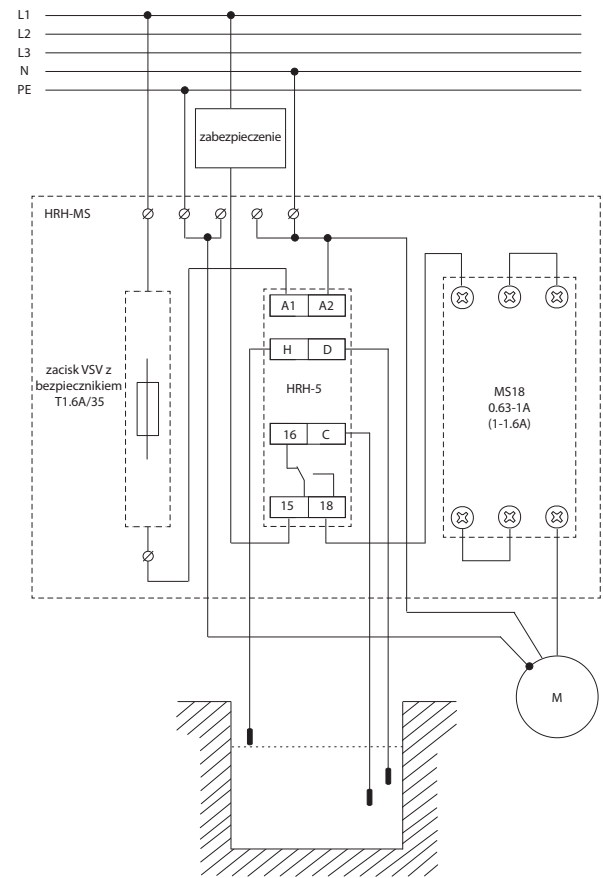 L1
L2
L3
N
PE
zabezpieczenie
HRH-MS
A1 A2
H D
zacisk VSV z
bezpiecznikiem
T1.6A/35
HRH-5
MS18
0.63-1A
(1-1.6A)
16 C
15 18
M